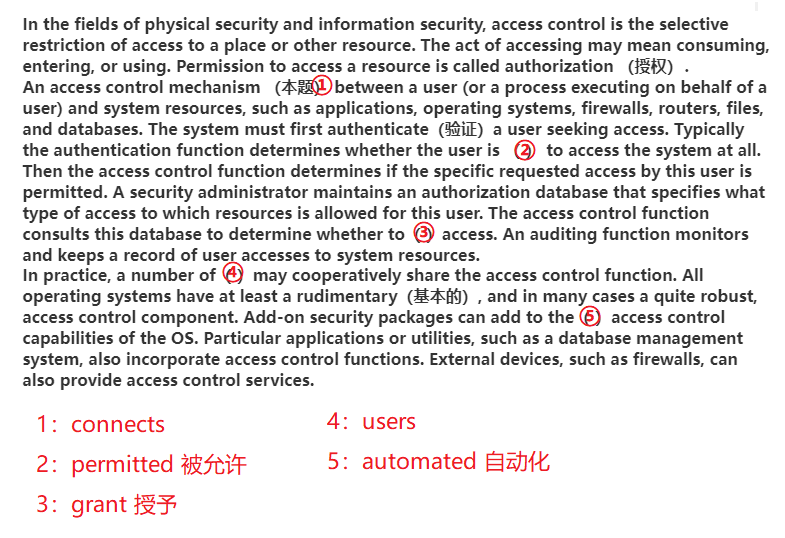 In the fields of physical security and information security, access control is the selective
restriction of access to a place or other resource. The act of accessing may mean consuming,
entering, or using. Permission to access a resource is called authorization （授权）.
An access control mechanism （本题①between a user (or a process executing on behalf of a
user) and system resources, such as applications, operating systems, firewalls, routers, files,
and databases. The system must first authenticate（验证）a user seeking access. Typically
the authentication function determines whether the user is ② to access the system at all.
Then the access control function determines if the specific requested access by this user is
permitted. A security administrator maintains an authorization database that specifies what
type of access to which resources is allowed for this user. The access control function
consults this database to determine whether to ③ access. An auditing function monitors
and keeps a record of user accesses to system resources.
In practice, a number of ④ may cooperatively share the access control function. All
operating systems have at least a rudimentary（基本的）, and in many cases a quite robust,
access control component. Add-on security packages can add to the ⑤ access control
capabilities of the OS. Particular applications or utilities, such as a database management
system, also incorporate access control functions. External devices, such as firewalls, can
also provide access control services.
1：connects
2：permitted 被允许
3：grant 授予
4：users
5：automated 自动化